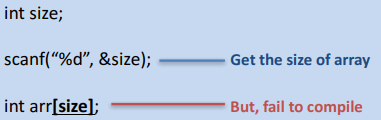 int size;
scanf(“%d”, &size); Get the size of array
int arr[size]; But, fail to compile